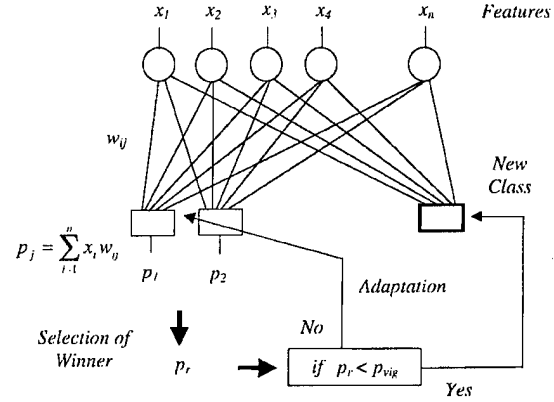 x1 x2 x3 x4 xn Features
wij
New Class
pj = ∑ i=1 n xi wij
p1 p2
Adaptation
No
Selection of Winner
pr
if pr < pvig
Yes